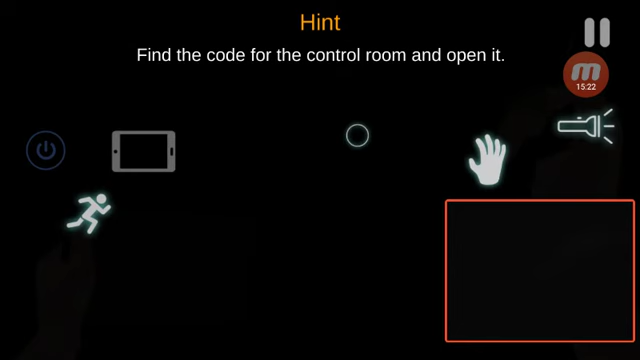 Hint
Find the code for the control room and open it.
15:22